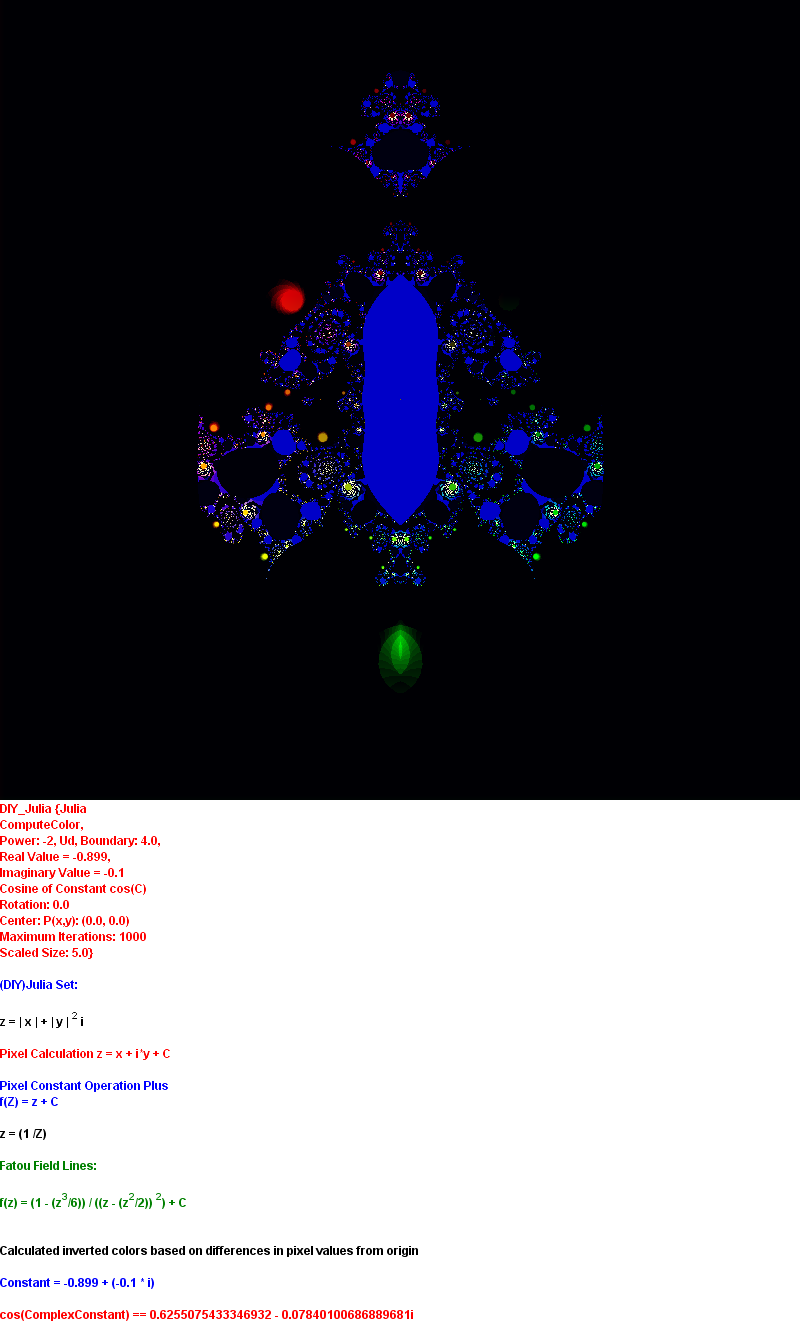 DIY_Julia {Julia
ComputeColor,
Power: -2, Ud, Boundary: 4.0,
Real Value = -0.899,
Imaginary Value = -0.1
Cosine of Constant cos(C)
Rotation: 0.0
Center: P(x,y): (0.0, 0.0)
Maximum Iterations: 1000
Scaled Size: 5.0}
(DIY)Julia Set:
z = | x | + | y | ² i
Pixel Calculation z = x + i*y + C
Pixel Constant Operation Plus
f(Z) = z + C
z = (1 /Z)
Fatou Field Lines:
f(z) = (1 - (z³/6)) / ((z - (z²/2)) ²) + C
Calculated inverted colors based on differences in pixel values from origin
Constant = -0.899 + (-0.1 * i)
cos(ComplexConstant) == 0.6255075433346932 - 0.07840100686889681i